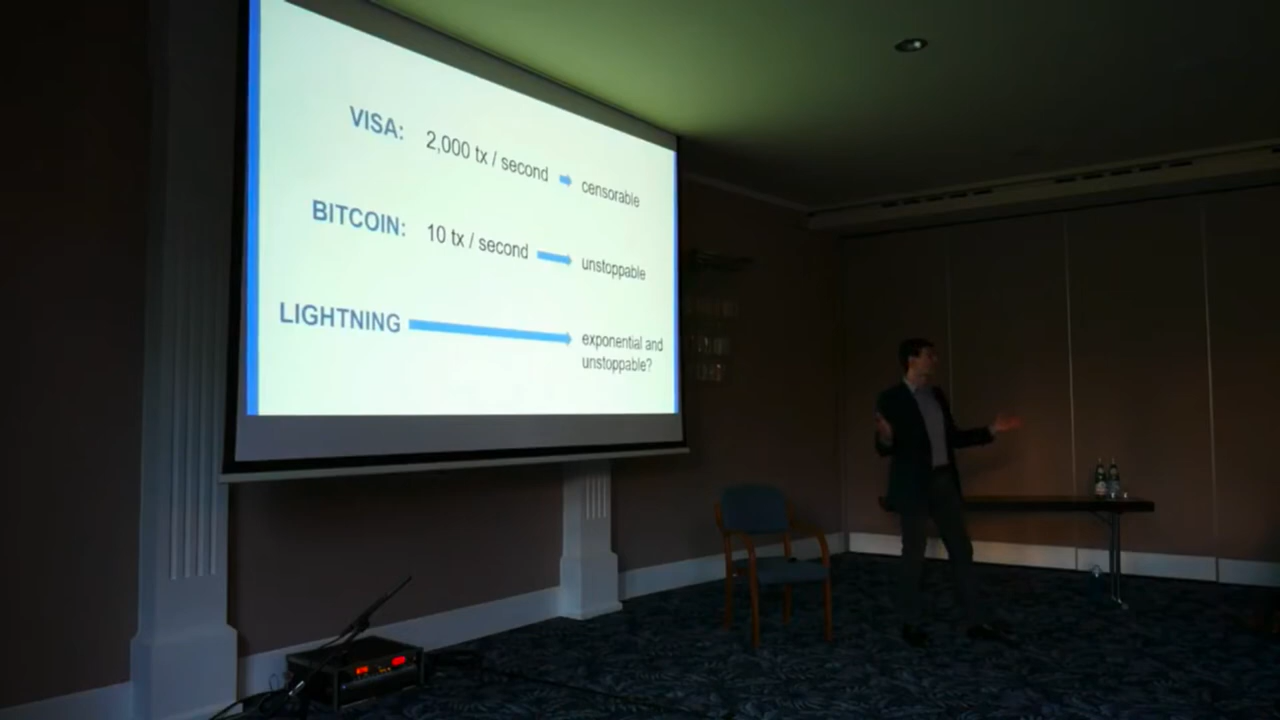 VISA: 2,000 tx / second censorable
BITCOIN: 10 tx / second unstoppable
LIGHTNING exponential and
unstoppable?